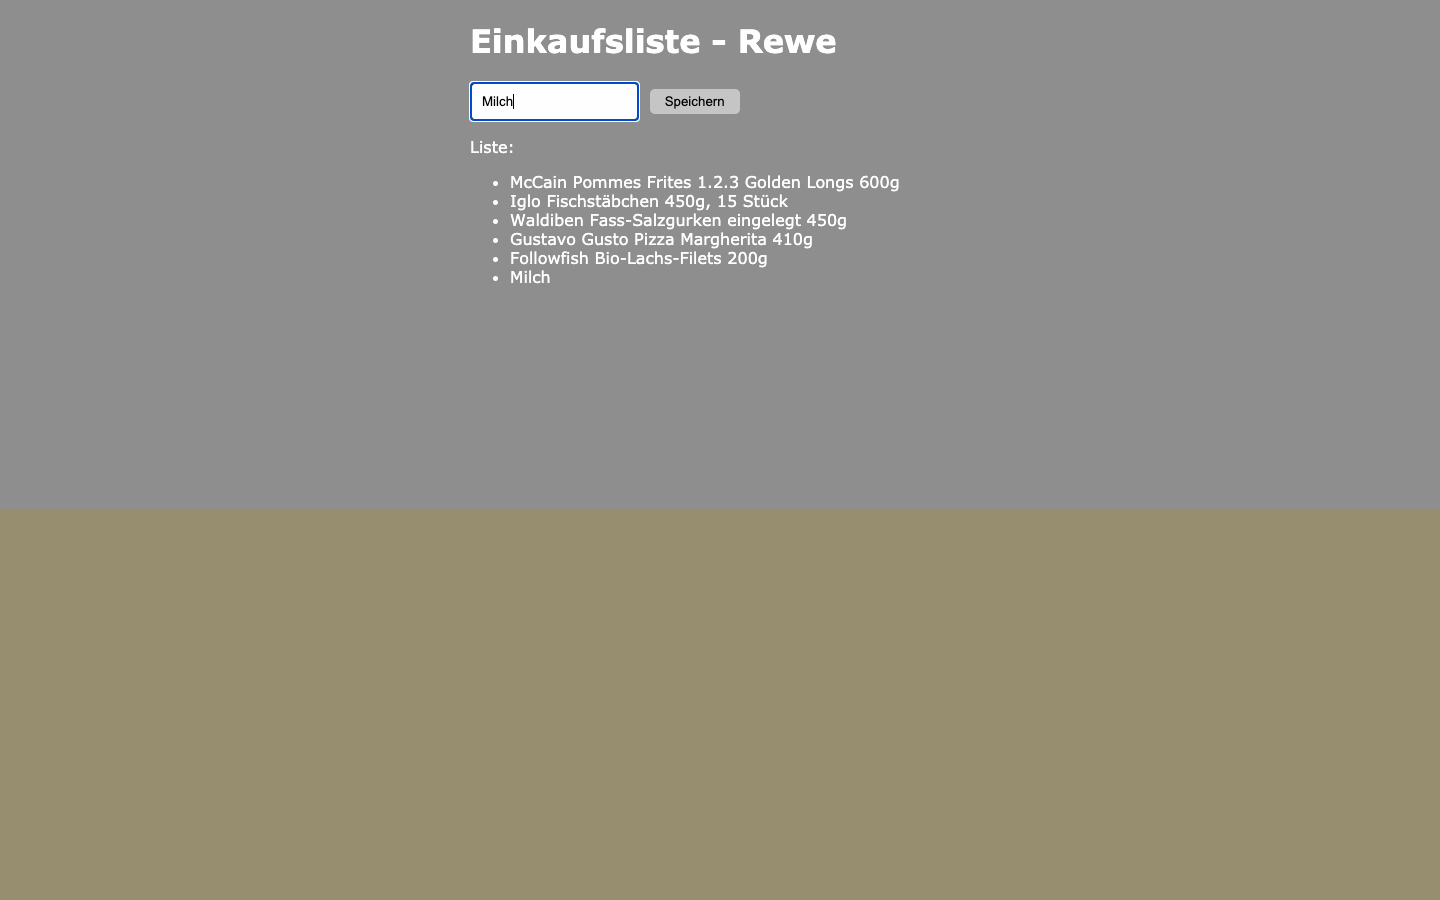 Einkaufsliste - Rewe
Milch
Speichern
Liste:
McCain Pommes Frites 1.2.3 Golden Longs 600g
Iglo Fischstäbchen 450g, 15 Stück
Waldiben Fass-Salzgurken eingelegt 450g
Gustavo Gusto Pizza Margherita 410g
Followfish Bio-Lachs-Filets 200g
Milch